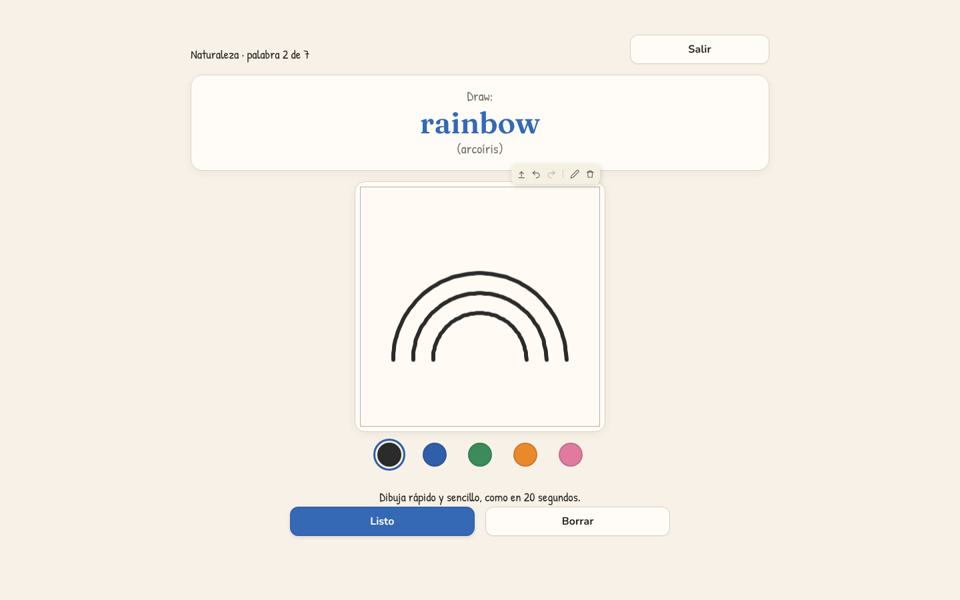 Naturaleza · palabra 2 de 7
Salir
Draw:
rainbow
(arcoíris)
Dibuja rápido y sencillo, como en 20 segundos.
Listo
Borrar